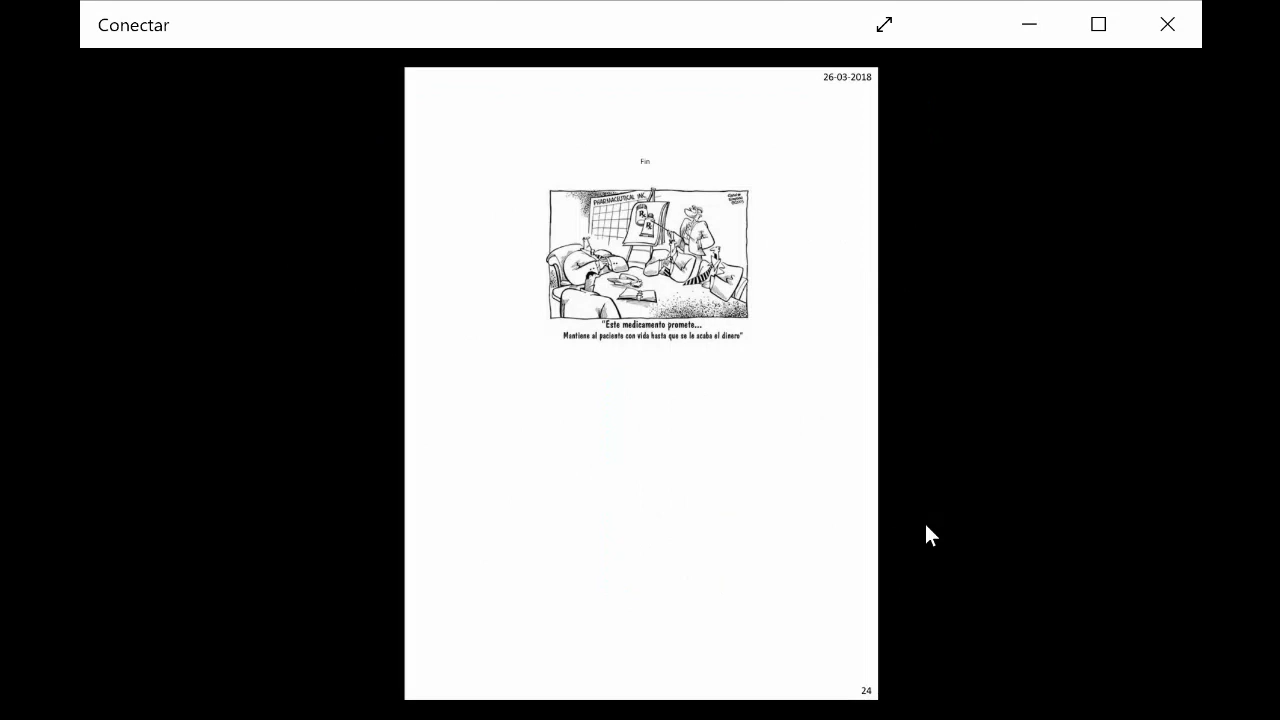 Conectar
26-03-2018
Fin
PHARMACEUTICAL INC.
"Este medicamento promete...
Mantiene al paciente con vida hasta que se le acaba el dinero"
24